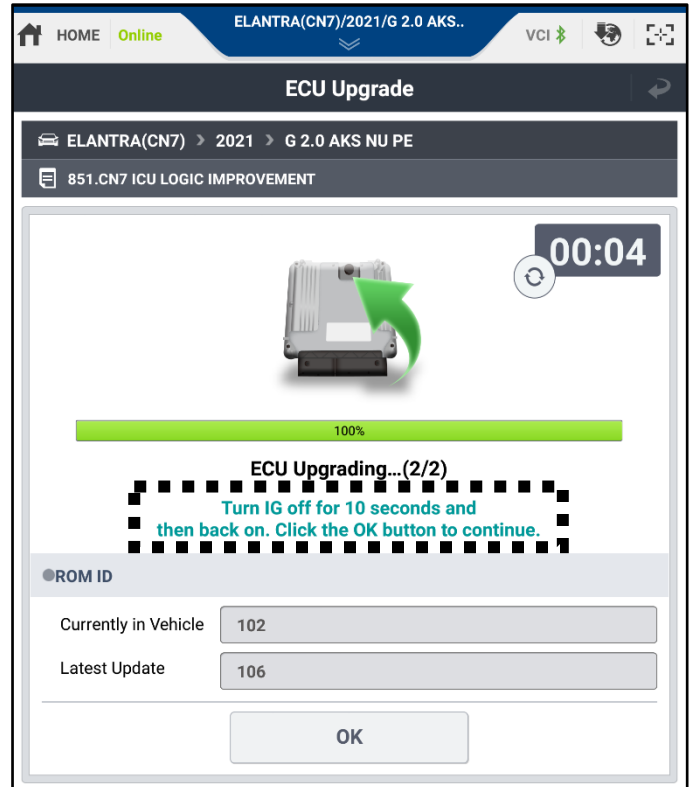 HOME Online
ELANTRA(CN7)/2021/G 2.0 AKS..
VCI
ECU Upgrade
ELANTRA(CN7) > 2021 > G 2.0 AKS NU PE
851.CN7 ICU LOGIC IMPROVEMENT
00:04
100%
ECU Upgrading...(2/2)
Turn IG off for 10 seconds and
then back on. Click the OK button to continue.
ROM ID
Currently in Vehicle 102
Latest Update 106
OK